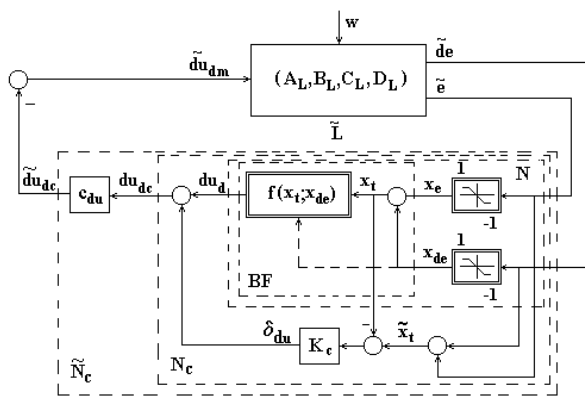 w
d̃e
d̃u_dm
(A_L,B_L,C_L,D_L)
ẽ
L̃
−
1
N
d̃u_dc
du_dc
du_d
x_t
x_e
c_du
f(x_t;x_de)
-1
1
x_de
BF
-1
−
δ_du
x̃_t
K_c
Ñ_c
N_c